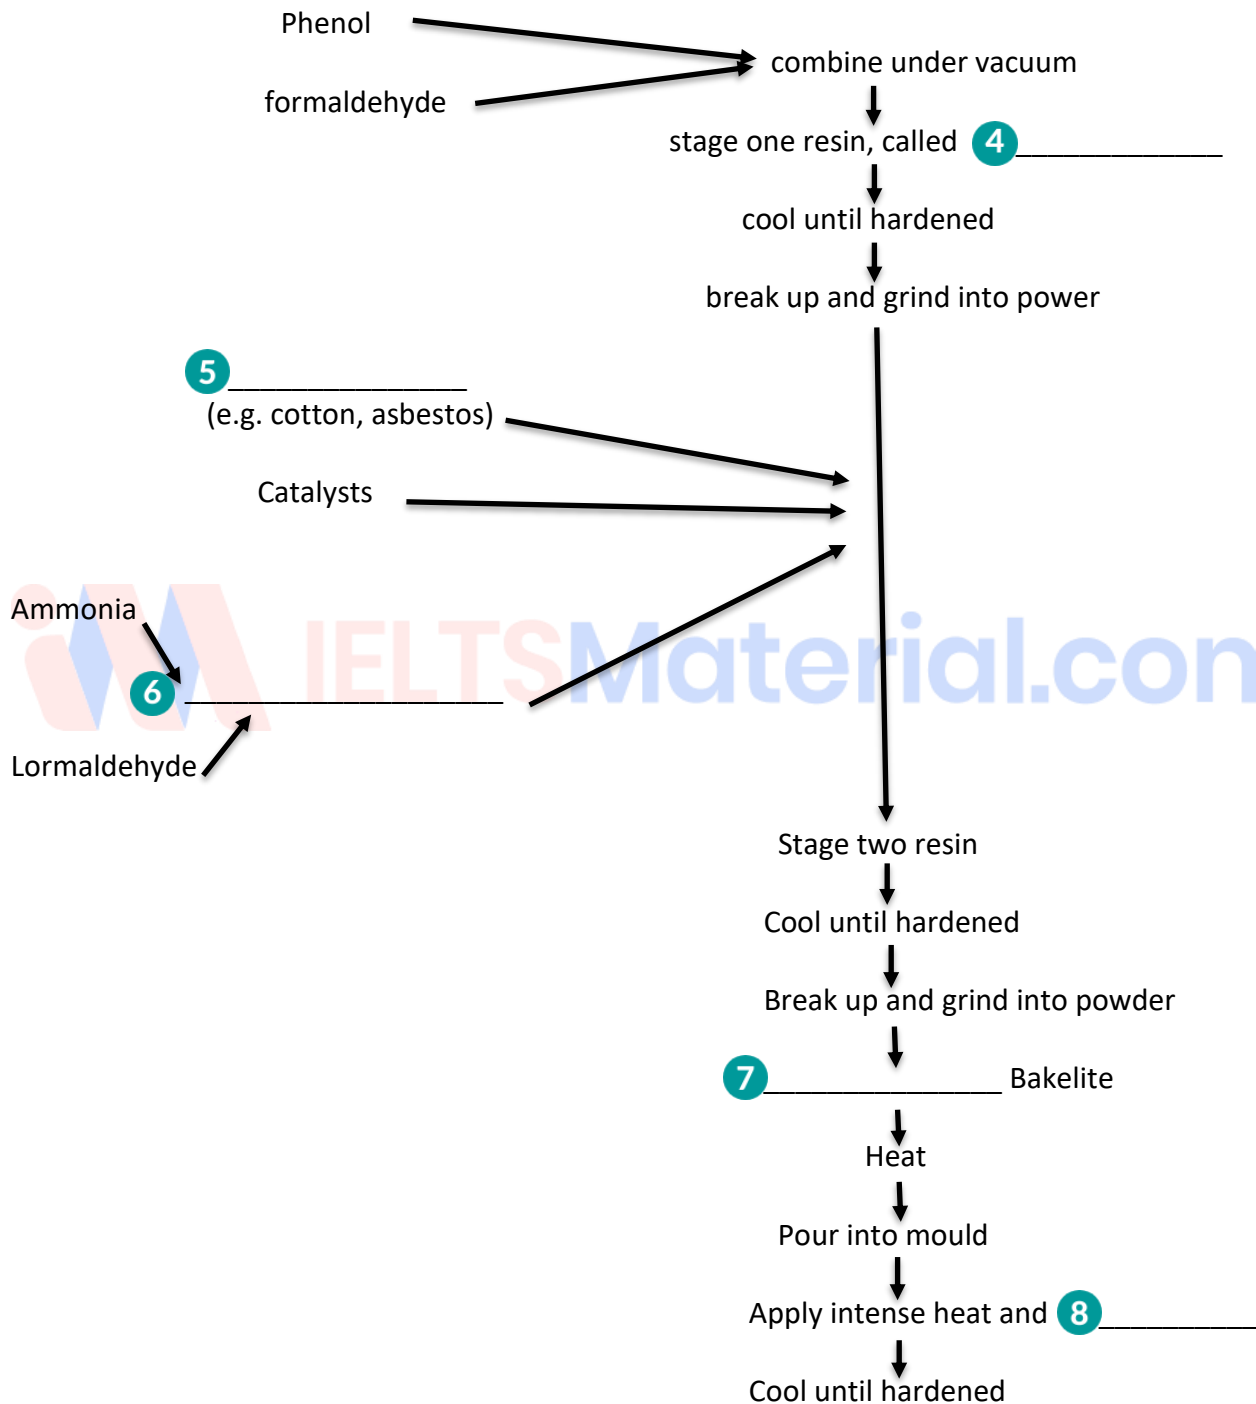 Phenol
combine under vacuum
formaldehyde
stage one resin, called 4 _____________
cool until hardened
break up and grind into power
5 _______________
(e.g. cotton, asbestos)
Catalysts
Ammonia
IELTSMaterial.com
6 ____________________
Lormaldehyde
Stage two resin
Cool until hardened
Break up and grind into powder
7 _______________ Bakelite
Heat
Pour into mould
Apply intense heat and 8 __________
Cool until hardened